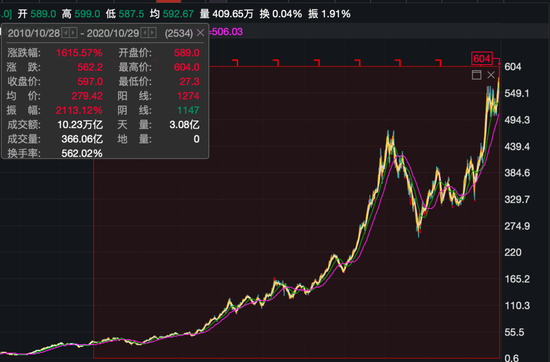 .0] 开 589.0 高 599.0 低 587.5 均 592.67 量 409.65万 换 0.04% 振 1.91%
=506.03
2010/10/28 - 2020/10/29 (2534)
涨跌幅: 1615.57% 开盘价: 589.0
涨 跌: 562.2 最高价: 604.0
收盘价: 597.0 最低价: 27.3
均 价: 279.42 阳 线: 1274
振 幅: 2113.12% 阴 线: 1147
成交额: 10.23万亿 天 量: 3.08亿
成交量: 366.06亿 地 量: 0
换手率: 562.02%
604
604
549.1
494.3
439.4
384.6
329.7
274.9
220
165.2
110.3
55.5
0.6